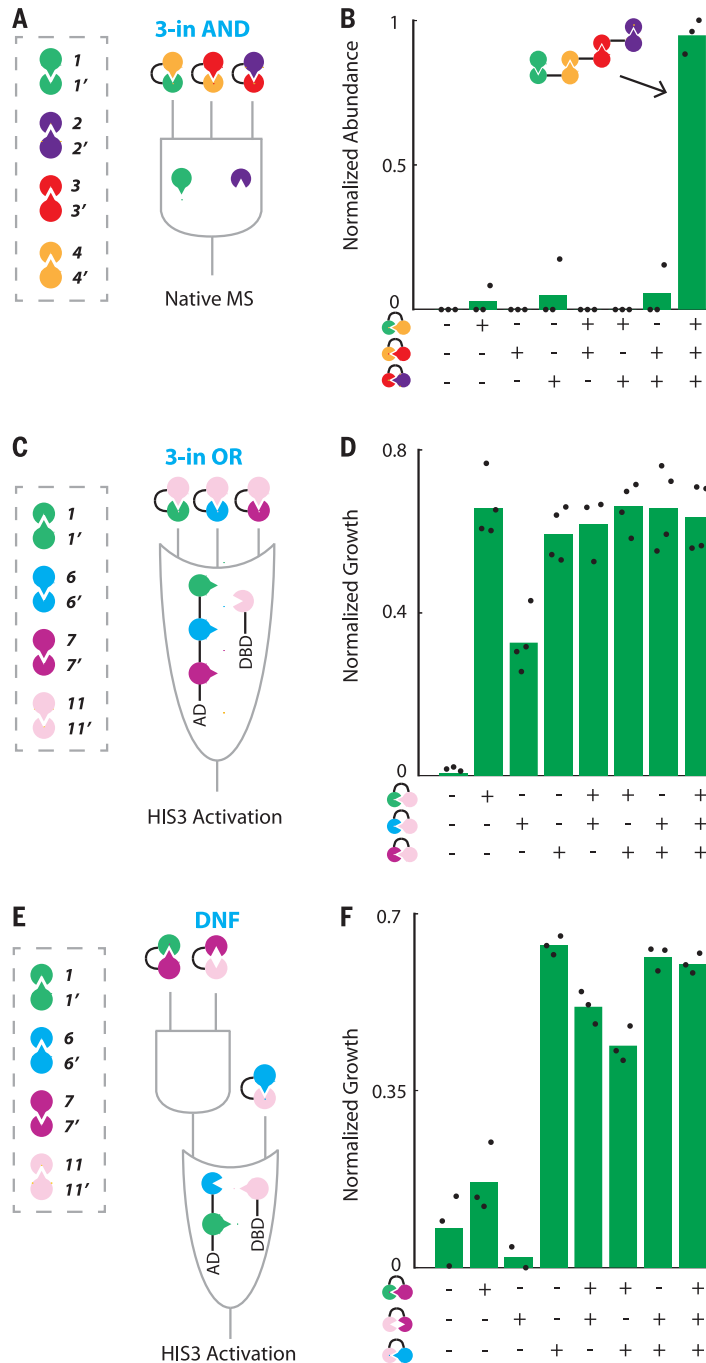 A
3-in AND
1
1′
2
2′
3
3′
4
4′
Native MS
B
Normalized Abundance
1
0.5
0
- + - - + + - +
- - + - + - + +
- - - + - + + +
C
3-in OR
1
1′
6
6′
7
7′
11
11′
AD
DBD
HIS3 Activation
D
Normalized Growth
0.8
0.4
0
- + - - + + - +
- - + - + - + +
- - - + - + + +
E
DNF
1
1′
6
6′
7
7′
11
11′
AD
DBD
HIS3 Activation
F
Normalized Growth
0.7
0.35
0
- + - - + + - +
- - + - + - + +
- - - + - + + +